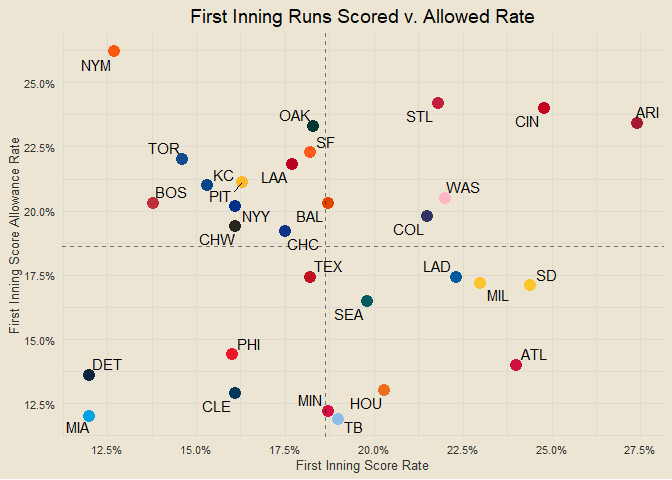 First Inning Runs Scored v. Allowed Rate
NYM
25.0%
OAK
STL
CIN
ARI
22.5%
TOR
SF
KC
LAA
BOS
PIT
WAS
20.0%
NYY
BAL
COL
CHW
CHC
17.5%
TEX
LAD
SD
MIL
SEA
15.0%
PHI
ATL
DET
12.5%
CLE
MIN
HOU
MIA
TB
12.5%
15.0%
17.5%
20.0%
22.5%
25.0%
27.5%
First Inning Score Rate
First Inning Score Allowance Rate